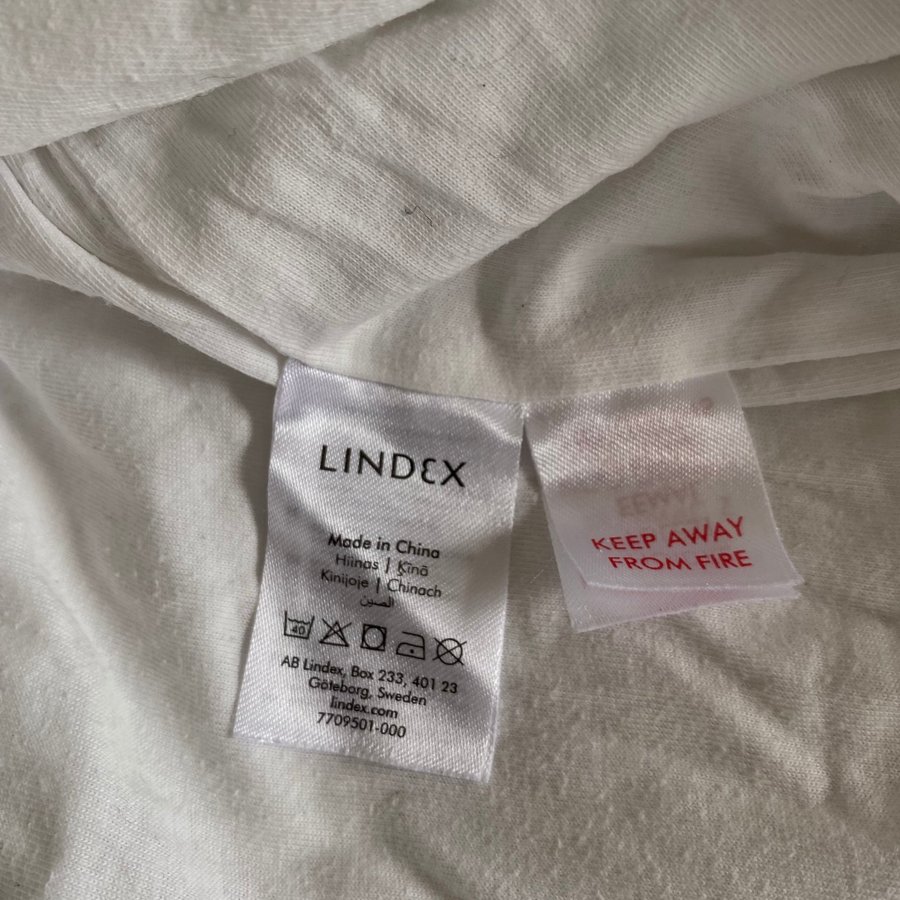 LINDEX
Made in China
Hiinas | Ķīnā
Kinijoje | Chinach
الصين
40
AB Lindex, Box 233, 401 23
Göteborg, Sweden
lindex.com
7709501-000
KEEP AWAY
FROM FIRE